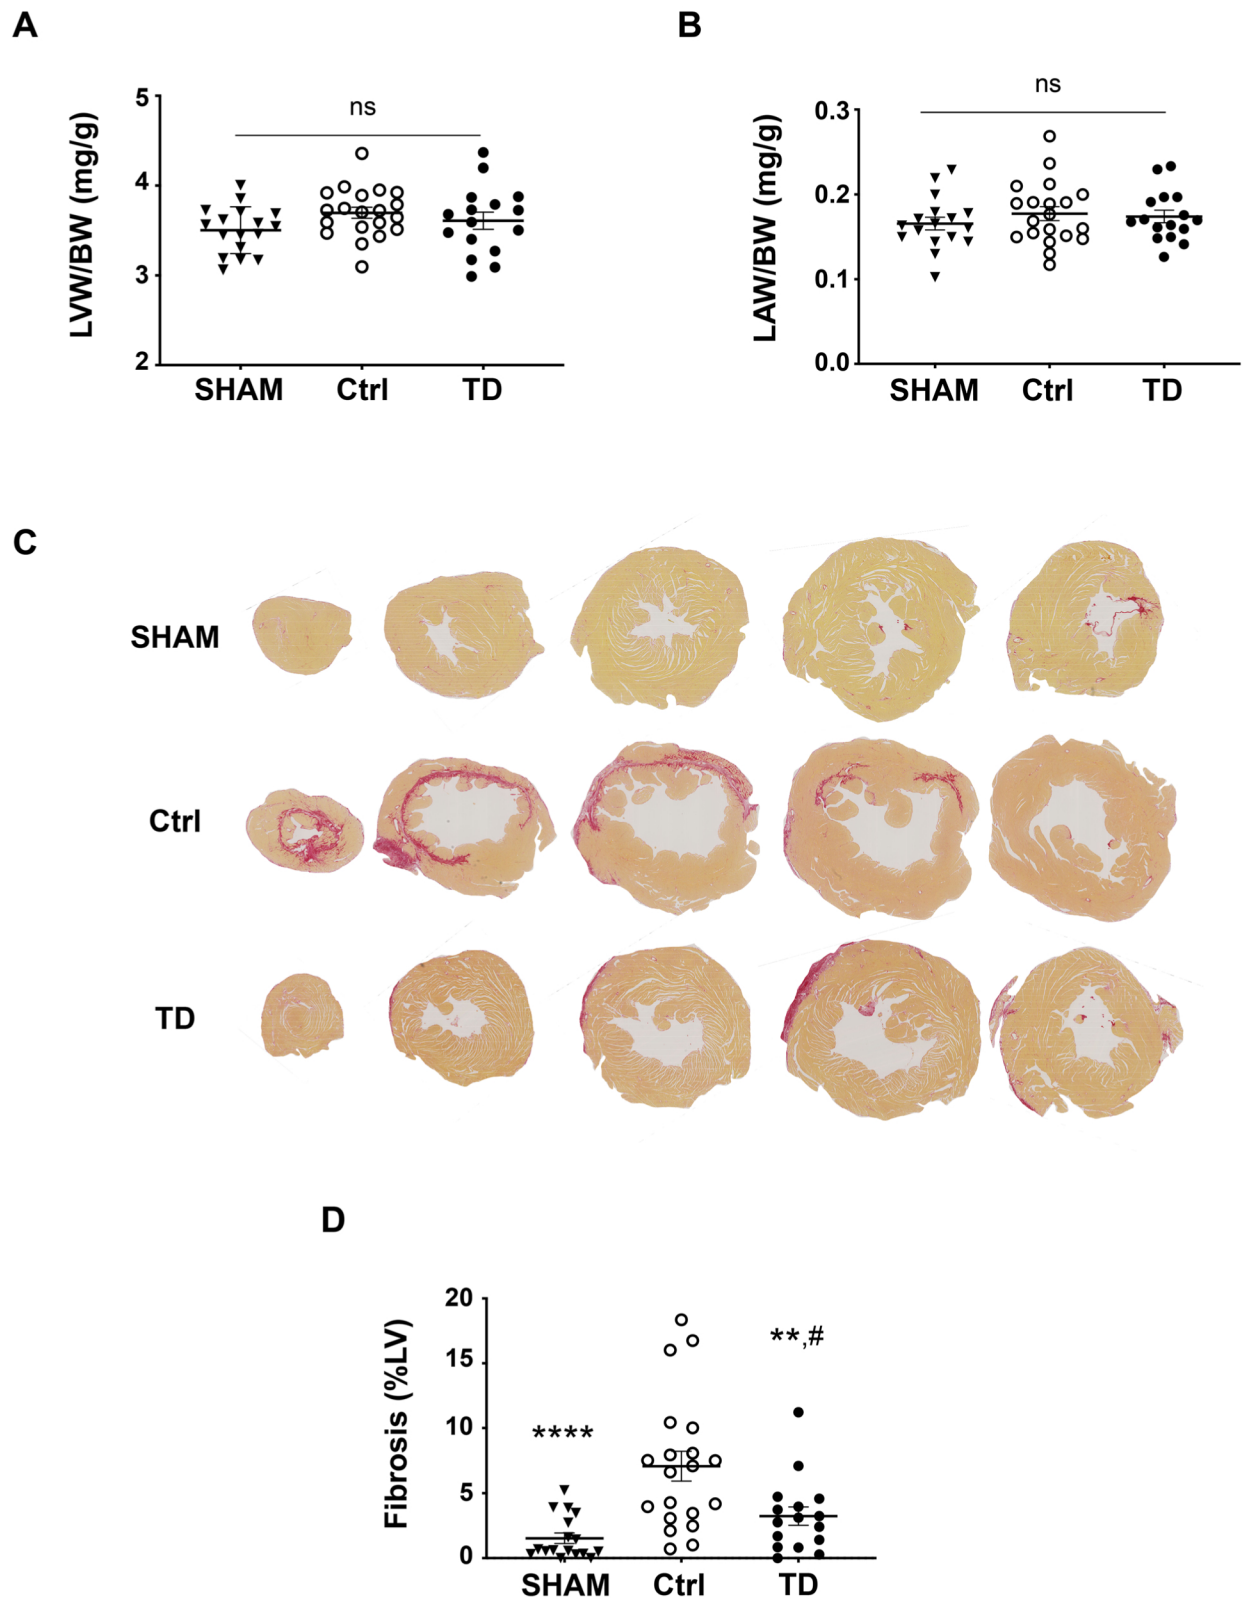 A
B
LVW/BW (mg/g)
5
4
3
2
ns
SHAM Ctrl TD
LAW/BW (mg/g)
0.3
0.2
0.1
0.0
ns
SHAM Ctrl TD
C
SHAM
Ctrl
TD
D
Fibrosis (%LV)
20
15
10
5
0
****
**,#
SHAM Ctrl TD